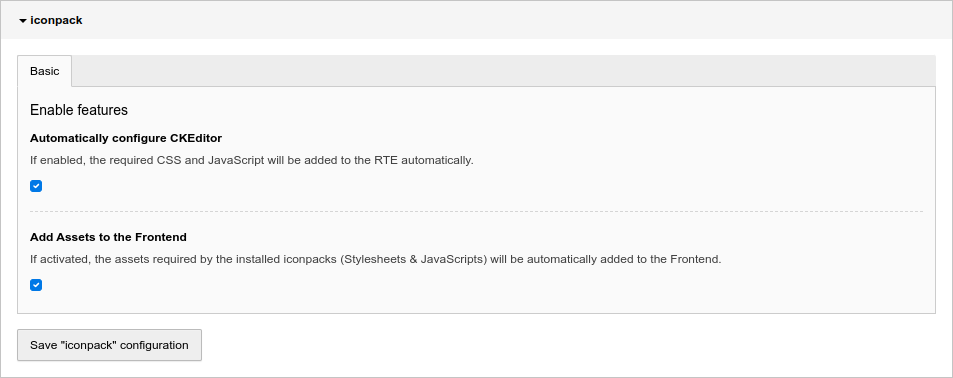 iconpack
Basic
Enable features
Automatically configure CKEditor
If enabled, the required CSS and JavaScript will be added to the RTE automatically.
Add Assets to the Frontend
If activated, the assets required by the installed iconpacks (Stylesheets & JavaScripts) will be automatically added to the Frontend.
Save "iconpack" configuration